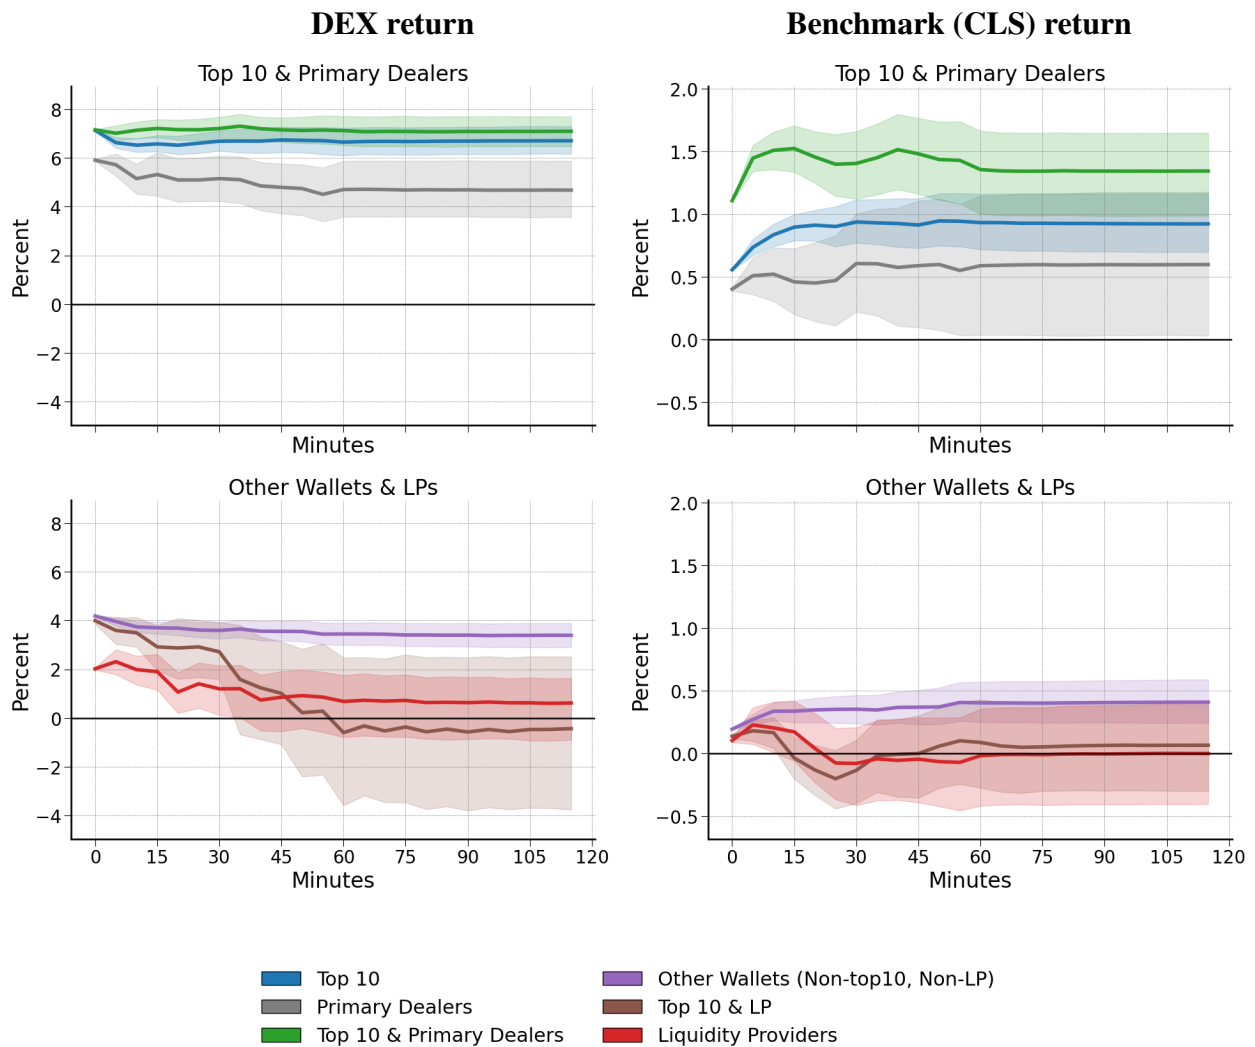 DEX return
Benchmark (CLS) return
Top 10 & Primary Dealers
Top 10 & Primary Dealers
Percent
8
6
4
2
0
−2
−4
Minutes
Percent
2.0
1.5
1.0
0.5
0.0
−0.5
Minutes
Other Wallets & LPs
Other Wallets & LPs
Percent
8
6
4
2
0
−2
−4
0 15 30 45 60 75 90 105 120
Minutes
Percent
2.0
1.5
1.0
0.5
0.0
−0.5
0 15 30 45 60 75 90 105 120
Minutes
Top 10
Primary Dealers
Top 10 & Primary Dealers
Other Wallets (Non-top10, Non-LP)
Top 10 & LP
Liquidity Providers